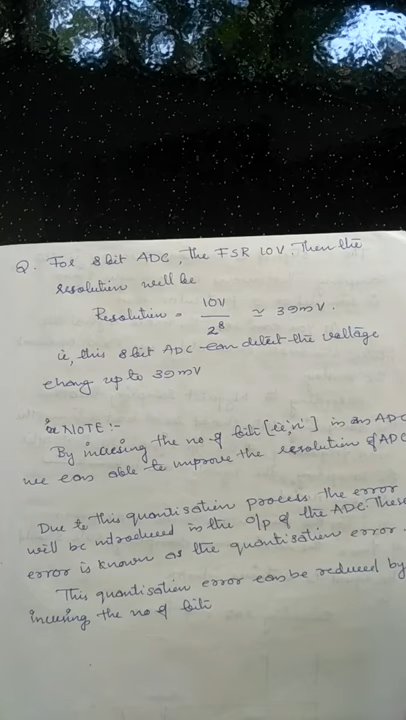 Q. For 8 bit ADC, the FSR 10V. Then the
resolution will be
Resolution = 10V / 2^8 ≃ 39mV.
ie, this 8 bit ADC can detect the voltage
chang up to 39mV
NOTE :-
By incresing the no of bits [ie, 'n'] in an ADC
we can able to improve the resolution of ADC
Due to this quantisation process the error
will be introduced in the o/p of the ADC. These
error is known as the quantisation error.
This quantisation error can be reduced by
incresing the no of bits